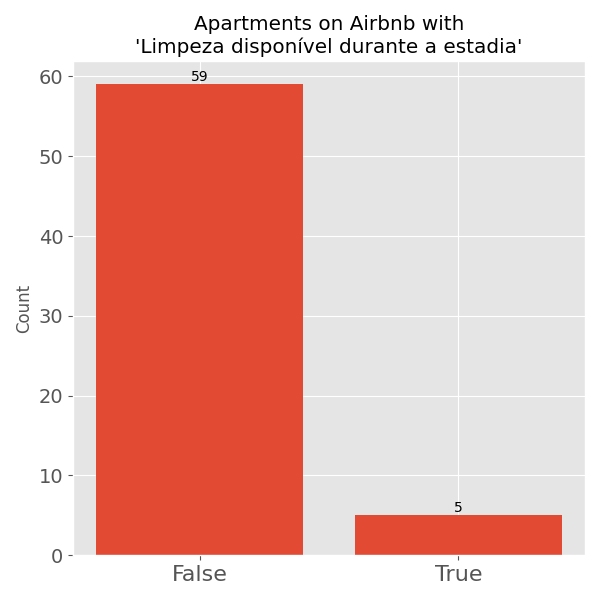 Apartments on Airbnb with
'Limpeza disponível durante a estadia'
60
50
40
30
20
10
0
Count
59
5
False
True